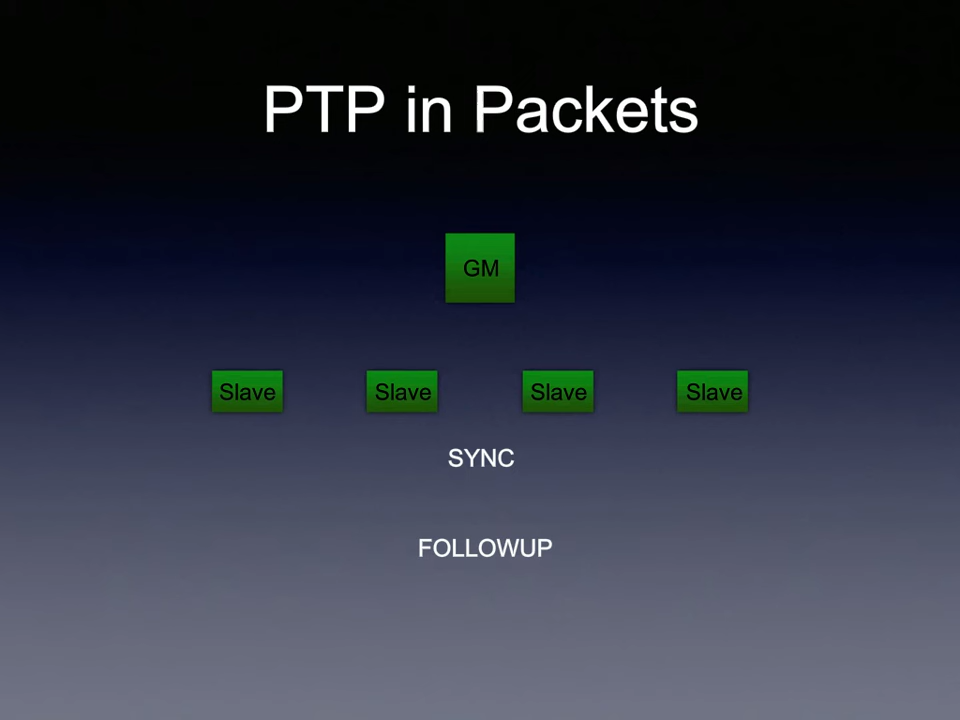 PTP in Packets
GM
Slave Slave Slave Slave
SYNC
FOLLOWUP